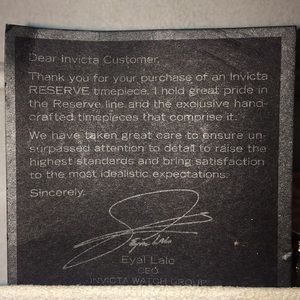 Dear Invicta Customer,
Thank you for your purchase of an Invicta
RESERVE timepiece. I hold great pride in
the Reserve line and the exclusive hand-
crafted timepieces that comprise it.
We have taken great care to ensure un-
surpassed attention to detail to raise the
highest standards and bring satisfaction
to the most idealistic expectations.
Sincerely,
Eyal Lalo
Eyal Lalo
CEO
INVICTA WATCH GROUP